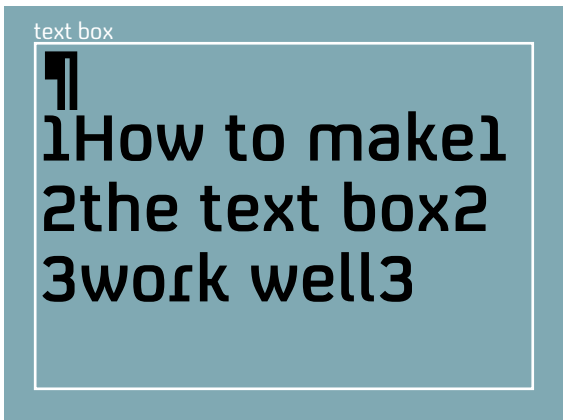 text box
¶
1How to make1
2the text box2
3work well3